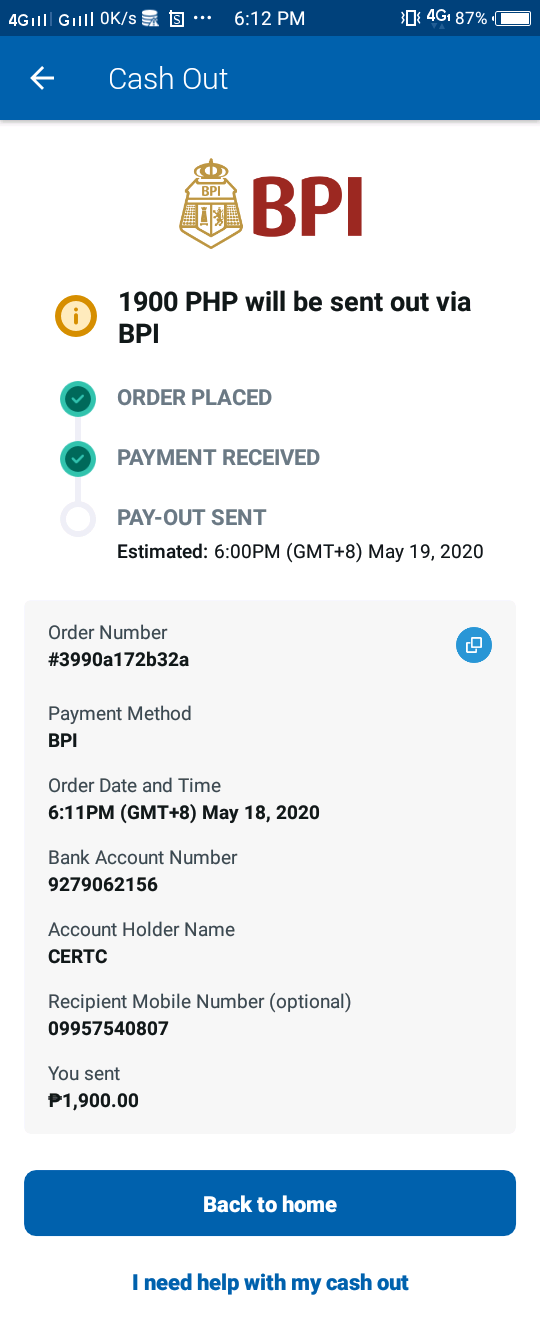 4G 4G 0K/s S ... 6:12 PM 4G 87%
Cash Out
BPI BPI
1900 PHP will be sent out via
BPI
ORDER PLACED
PAYMENT RECEIVED
PAY-OUT SENT
Estimated: 6:00PM (GMT+8) May 19, 2020
Order Number
#3990a172b32a
Payment Method
BPI
Order Date and Time
6:11PM (GMT+8) May 18, 2020
Bank Account Number
9279062156
Account Holder Name
CERTC
Recipient Mobile Number (optional)
09957540807
You sent
₱1,900.00
Back to home
I need help with my cash out